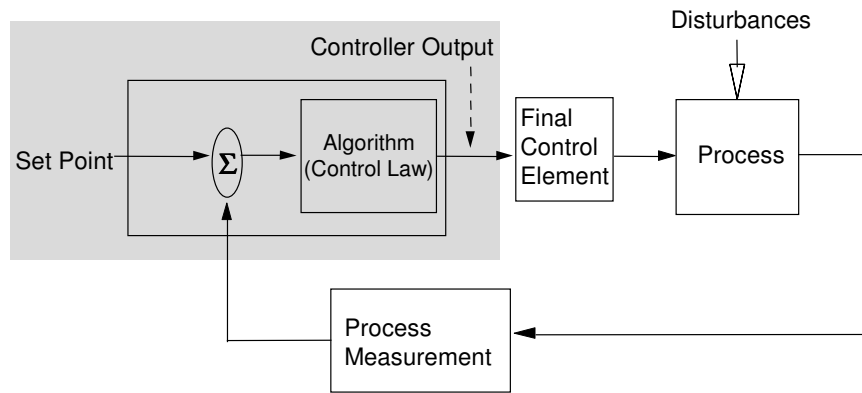 Disturbances
Controller Output
Set Point
Σ
Algorithm
(Control Law)
Final
Control
Element
Process
Process
Measurement